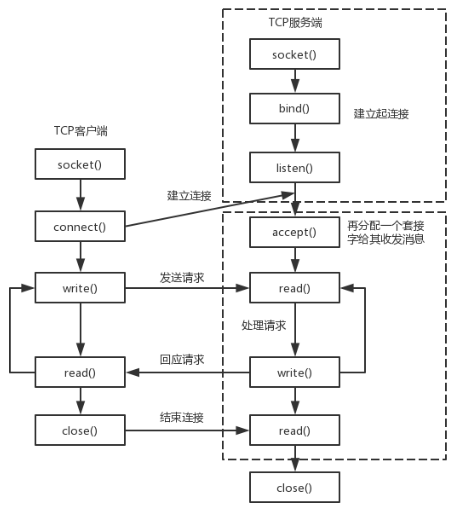 TCP服务端
socket()
bind()
建立起连接
listen()
TCP客户端
socket()
建立连接
connect()
accept()
再分配一个套接
字给其收发消息
write()
发送请求
read()
处理请求
read()
回应请求
write()
close()
结束连接
read()
close()